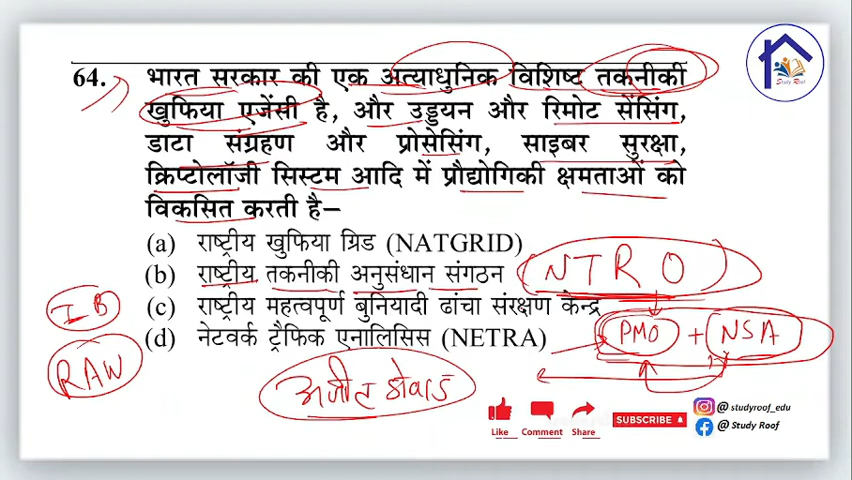 Study Roof
64. भारत सरकार की एक अत्याधुनिक विशिष्ट तकनीकी
खुफिया एजेंसी है, और उड्डयन और रिमोट सेंसिंग,
डाटा संग्रहण और प्रोसेसिंग, साइबर सुरक्षा,
क्रिप्टोलॉजी सिस्टम आदि में प्रौद्योगिकी क्षमताओं को
विकसित करती है–
(a) राष्ट्रीय खुफिया ग्रिड (NATGRID)
(b) राष्ट्रीय तकनीकी अनुसंधान संगठन NTRO
(c) राष्ट्रीय महत्वपूर्ण बुनियादी ढांचा संरक्षण केन्द्र
IB
(d) नेटवर्क ट्रैफिक एनालिसिस (NETRA) PMO + NSA
RAW
अजीत डोवाल
Like Comment Share SUBSCRIBE
@ studyroof_edu
@ Study Roof